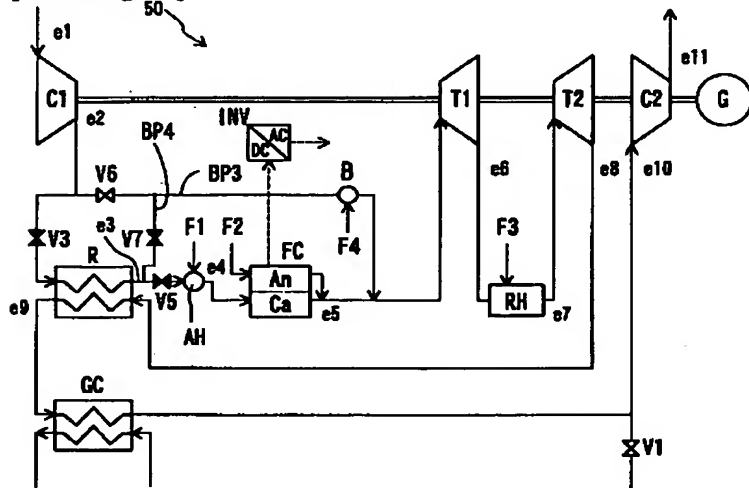 50
e1
C1
T1
T2
C2
e11
G
e2
INV
DC AC
BP4
e6
e8
e10
V6
BP3
B
V3
e3
V7
F1
F2
F4
F3
R
e4
FC
An
Ca
e9
V5
AH
e5
RH
e7
GC
V1